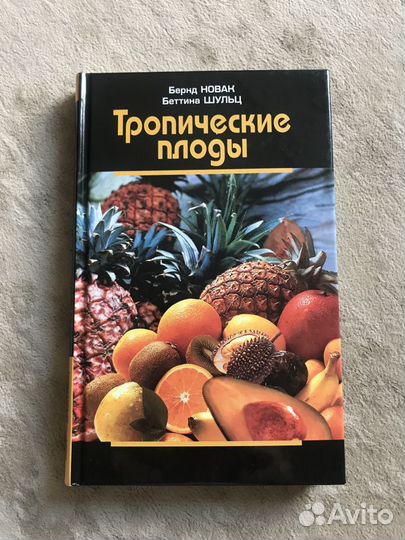 Бернд НОВАК
Беттина ШУЛЬЦ
Тропические
плоды
Avito